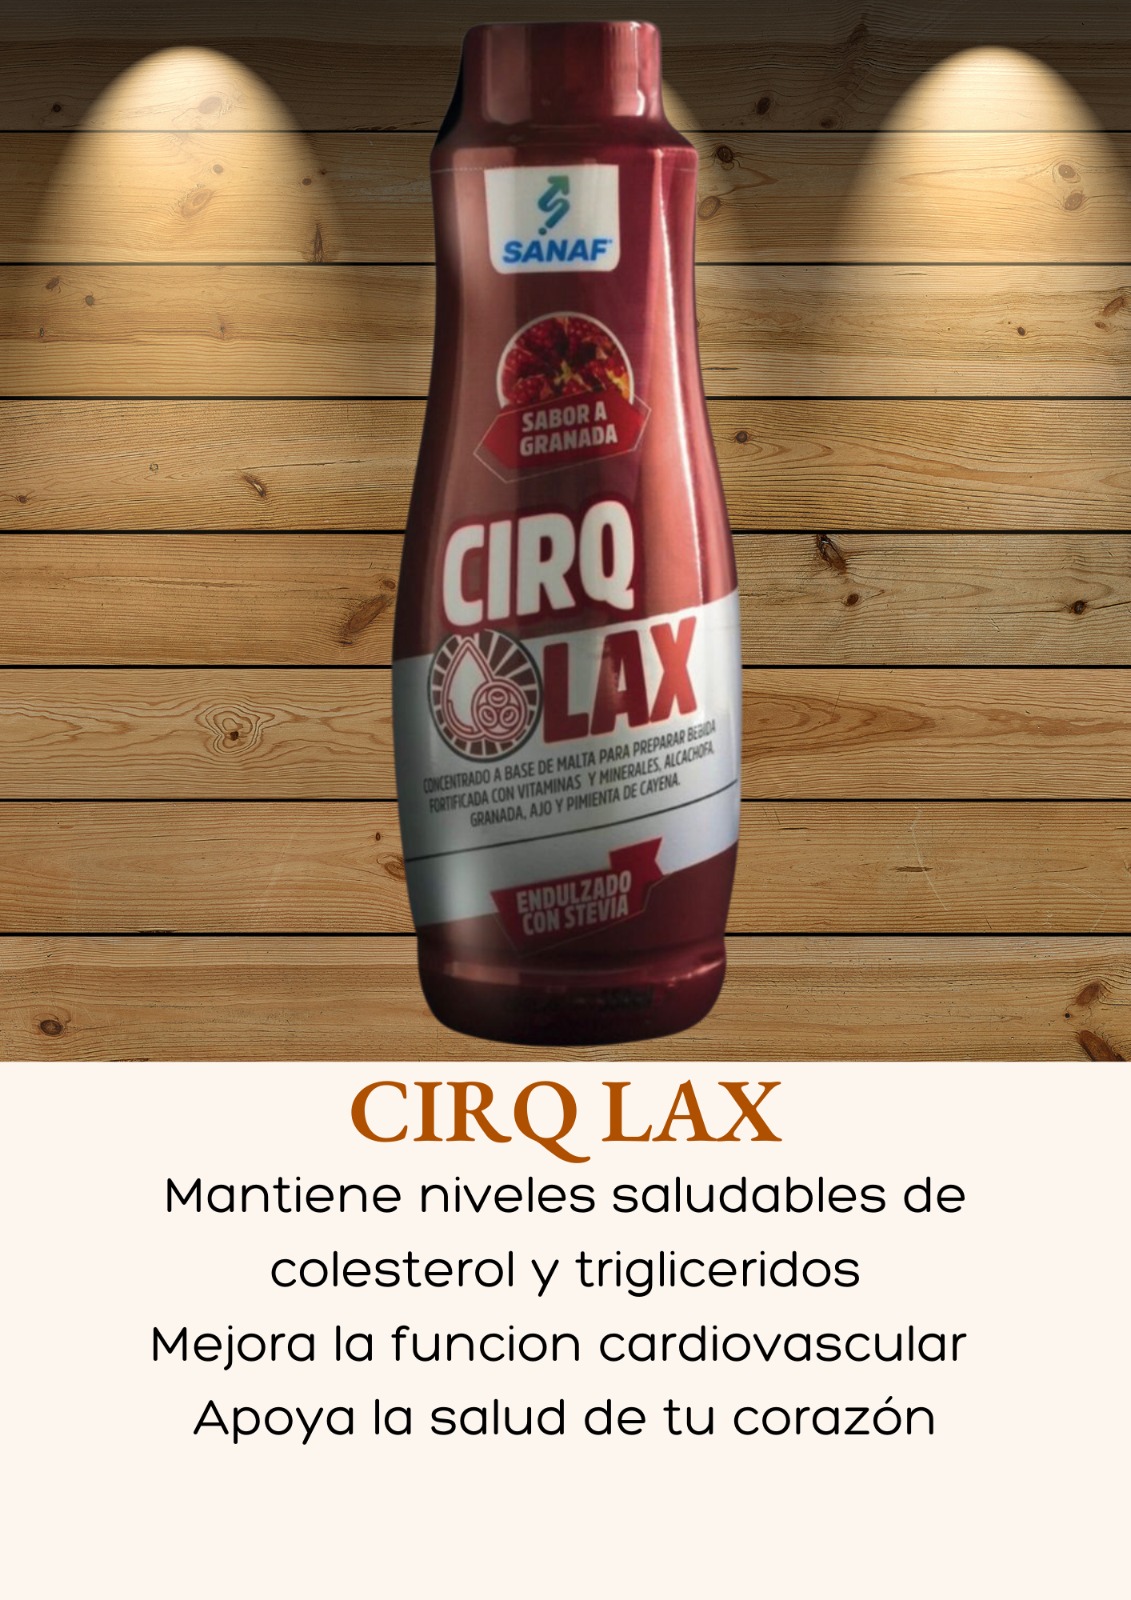 SANAF
SABOR A
GRANADA
CIRQ
LAX
CONCENTRADO A BASE DE MALTA PARA PREPARAR BEBIDA
FORTIFICADA CON VITAMINAS Y MINERALES, ALCACHOFA,
GRANADA, AJO Y PIMIENTA DE CAYENA.
ENDULZADO
CON STEVIA
CIRQ LAX
Mantiene niveles saludables de
colesterol y trigliceridos
Mejora la funcion cardiovascular
Apoya la salud de tu corazón